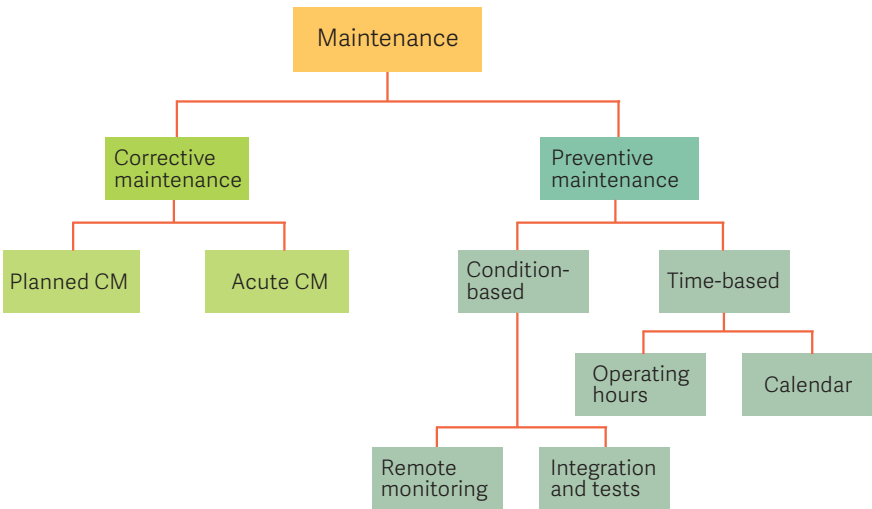 Maintenance
Corrective
maintenance
Preventive
maintenance
Planned CM
Acute CM
Condition-
based
Time-based
Operating
hours
Calendar
Remote
monitoring
Integration
and tests